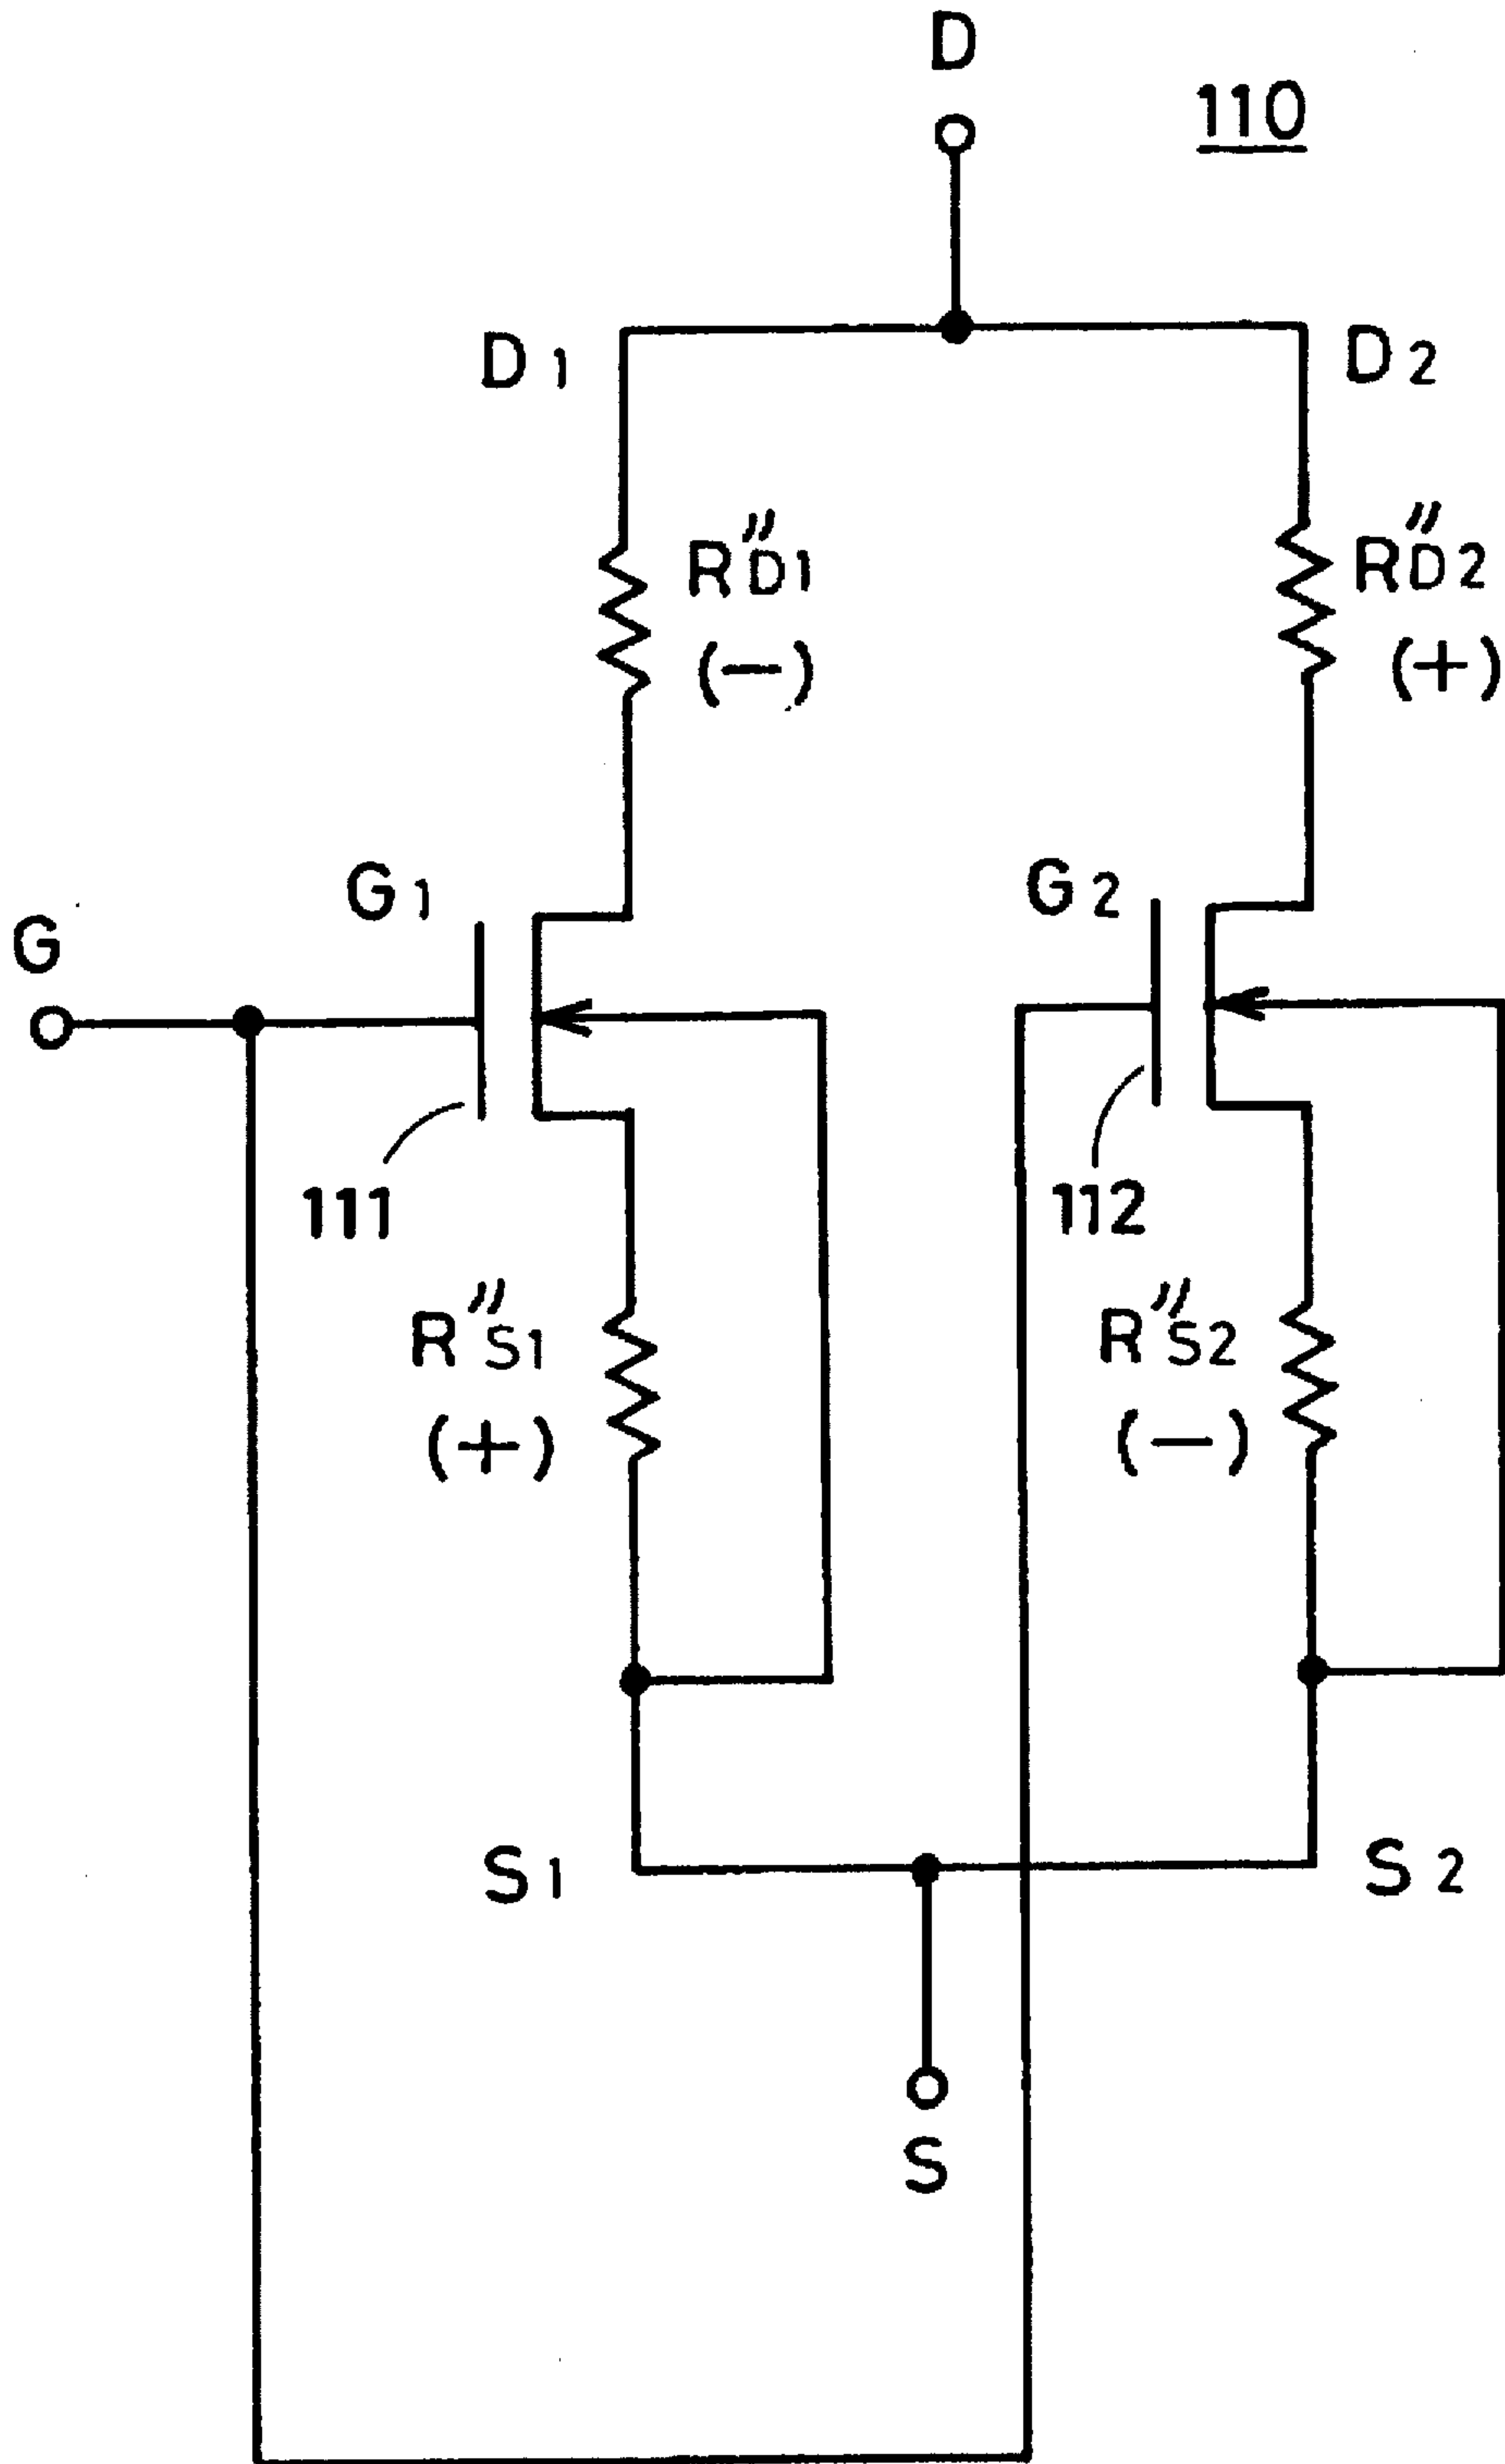 D
110
D1
D2
R''D1
(−)
R''D2
(+)
G1
G2
G
111
112
R''S1
(+)
R''S2
(−)
S1
S2
S